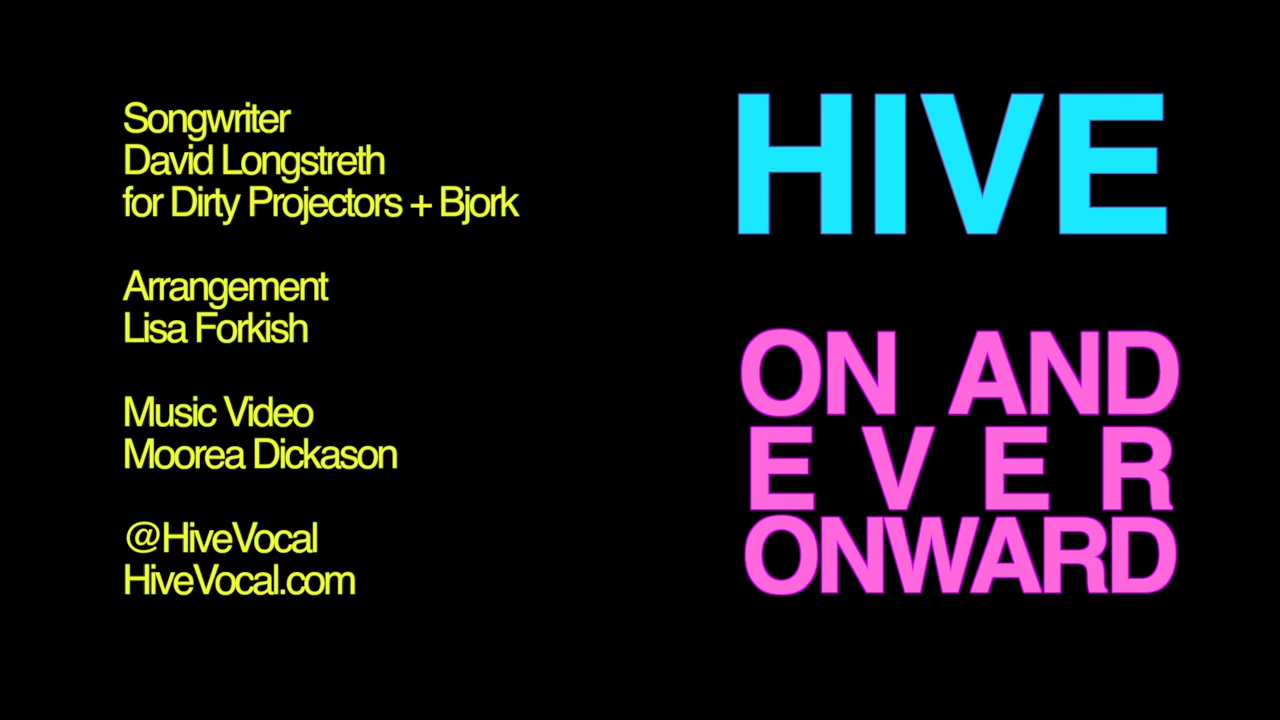 Songwriter
David Longstreth
for Dirty Projectors + Bjork
Arrangement
Lisa Forkish
Music Video
Moorea Dickason
@HiveVocal
HiveVocal.com
HIVE
ON AND
EVER
ONWARD